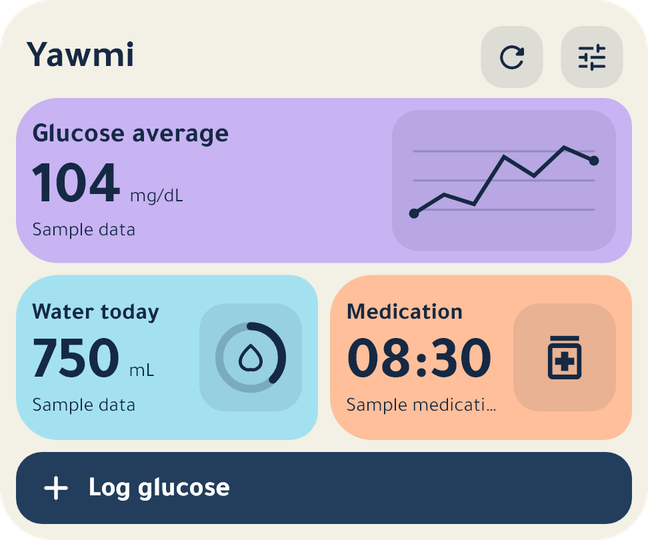 Yawmi
Glucose average
104 mg/dL
Sample data
Water today
750 mL
Sample data
Medication
08:30
Sample medicati…
Log glucose